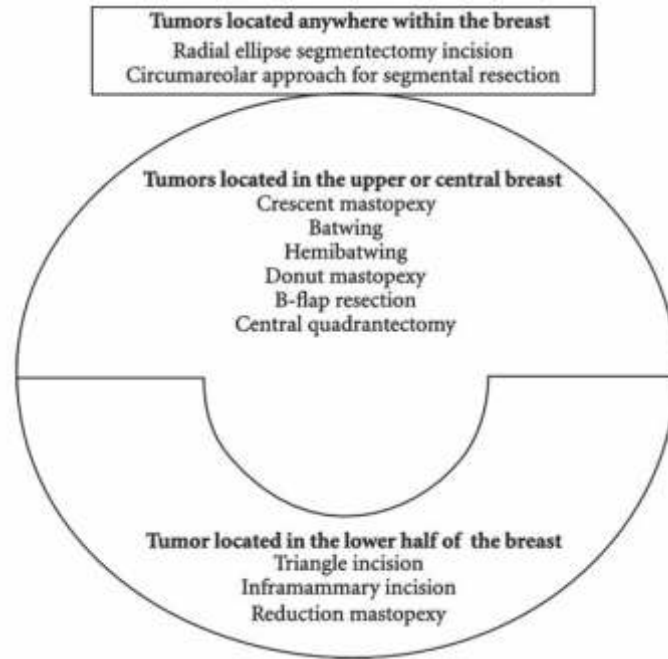 Tumors located anywhere within the breast
Radial ellipse segmentectomy incision
Circumareolar approach for segmental resection
Tumors located in the upper or central breast
Crescent mastopexy
Batwing
Hemibatwing
Donut mastopexy
B-flap resection
Central quadrantectomy
Tumor located in the lower half of the breast
Triangle incision
Inframammary incision
Reduction mastopexy